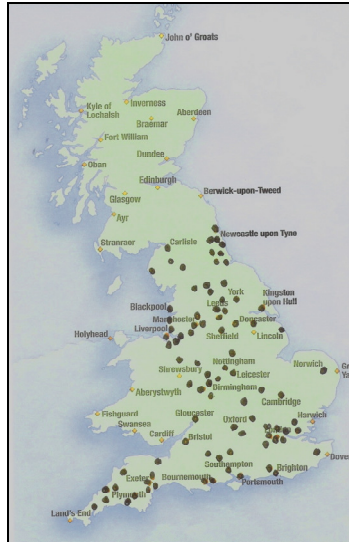 John o' Groats
Kyle of
Lochalsh
Inverness
Aberdeen
Braemar
Fort William
Oban
Dundee
Edinburgh
Glasgow
Berwick-upon-Tweed
Ayr
Stranraer
Newcastle upon Tyne
Carlisle
York
Leeds
Kingston
upon Hull
Blackpool
Manchester
Doncaster
Liverpool
Sheffield
Lincoln
Holyhead
Nottingham
Norwich
Shrewsbury
Leicester
Aberystwyth
Birmingham
Cambridge
Fishguard
Gloucester
Oxford
Harwich
Swansea
Cardiff
Bristol
Dover
Southampton
Exeter
Bournemouth
Brighton
Portsmouth
Plymouth
Land's End